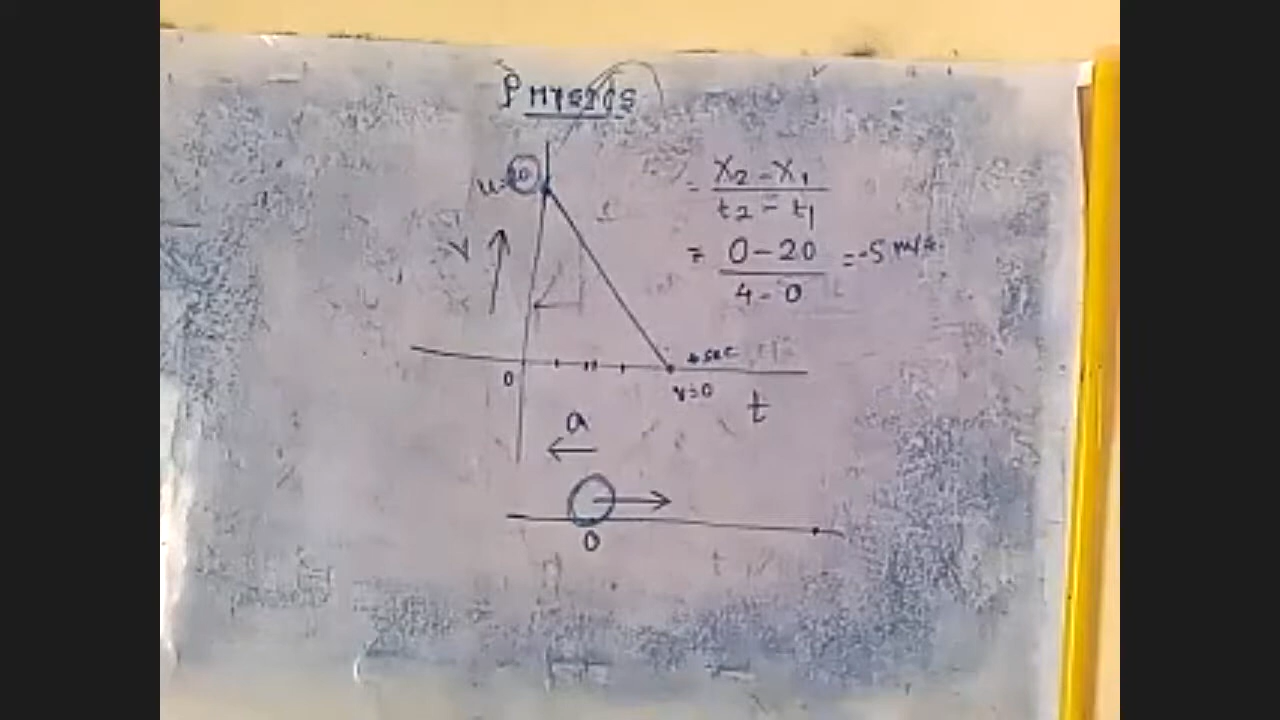 PHYSICS
= X2 - X1
t2 - t1
u=20
V
= 0 - 20 = -5 m/s.
4 - 0
4 sec
0
v=0
t
a
0